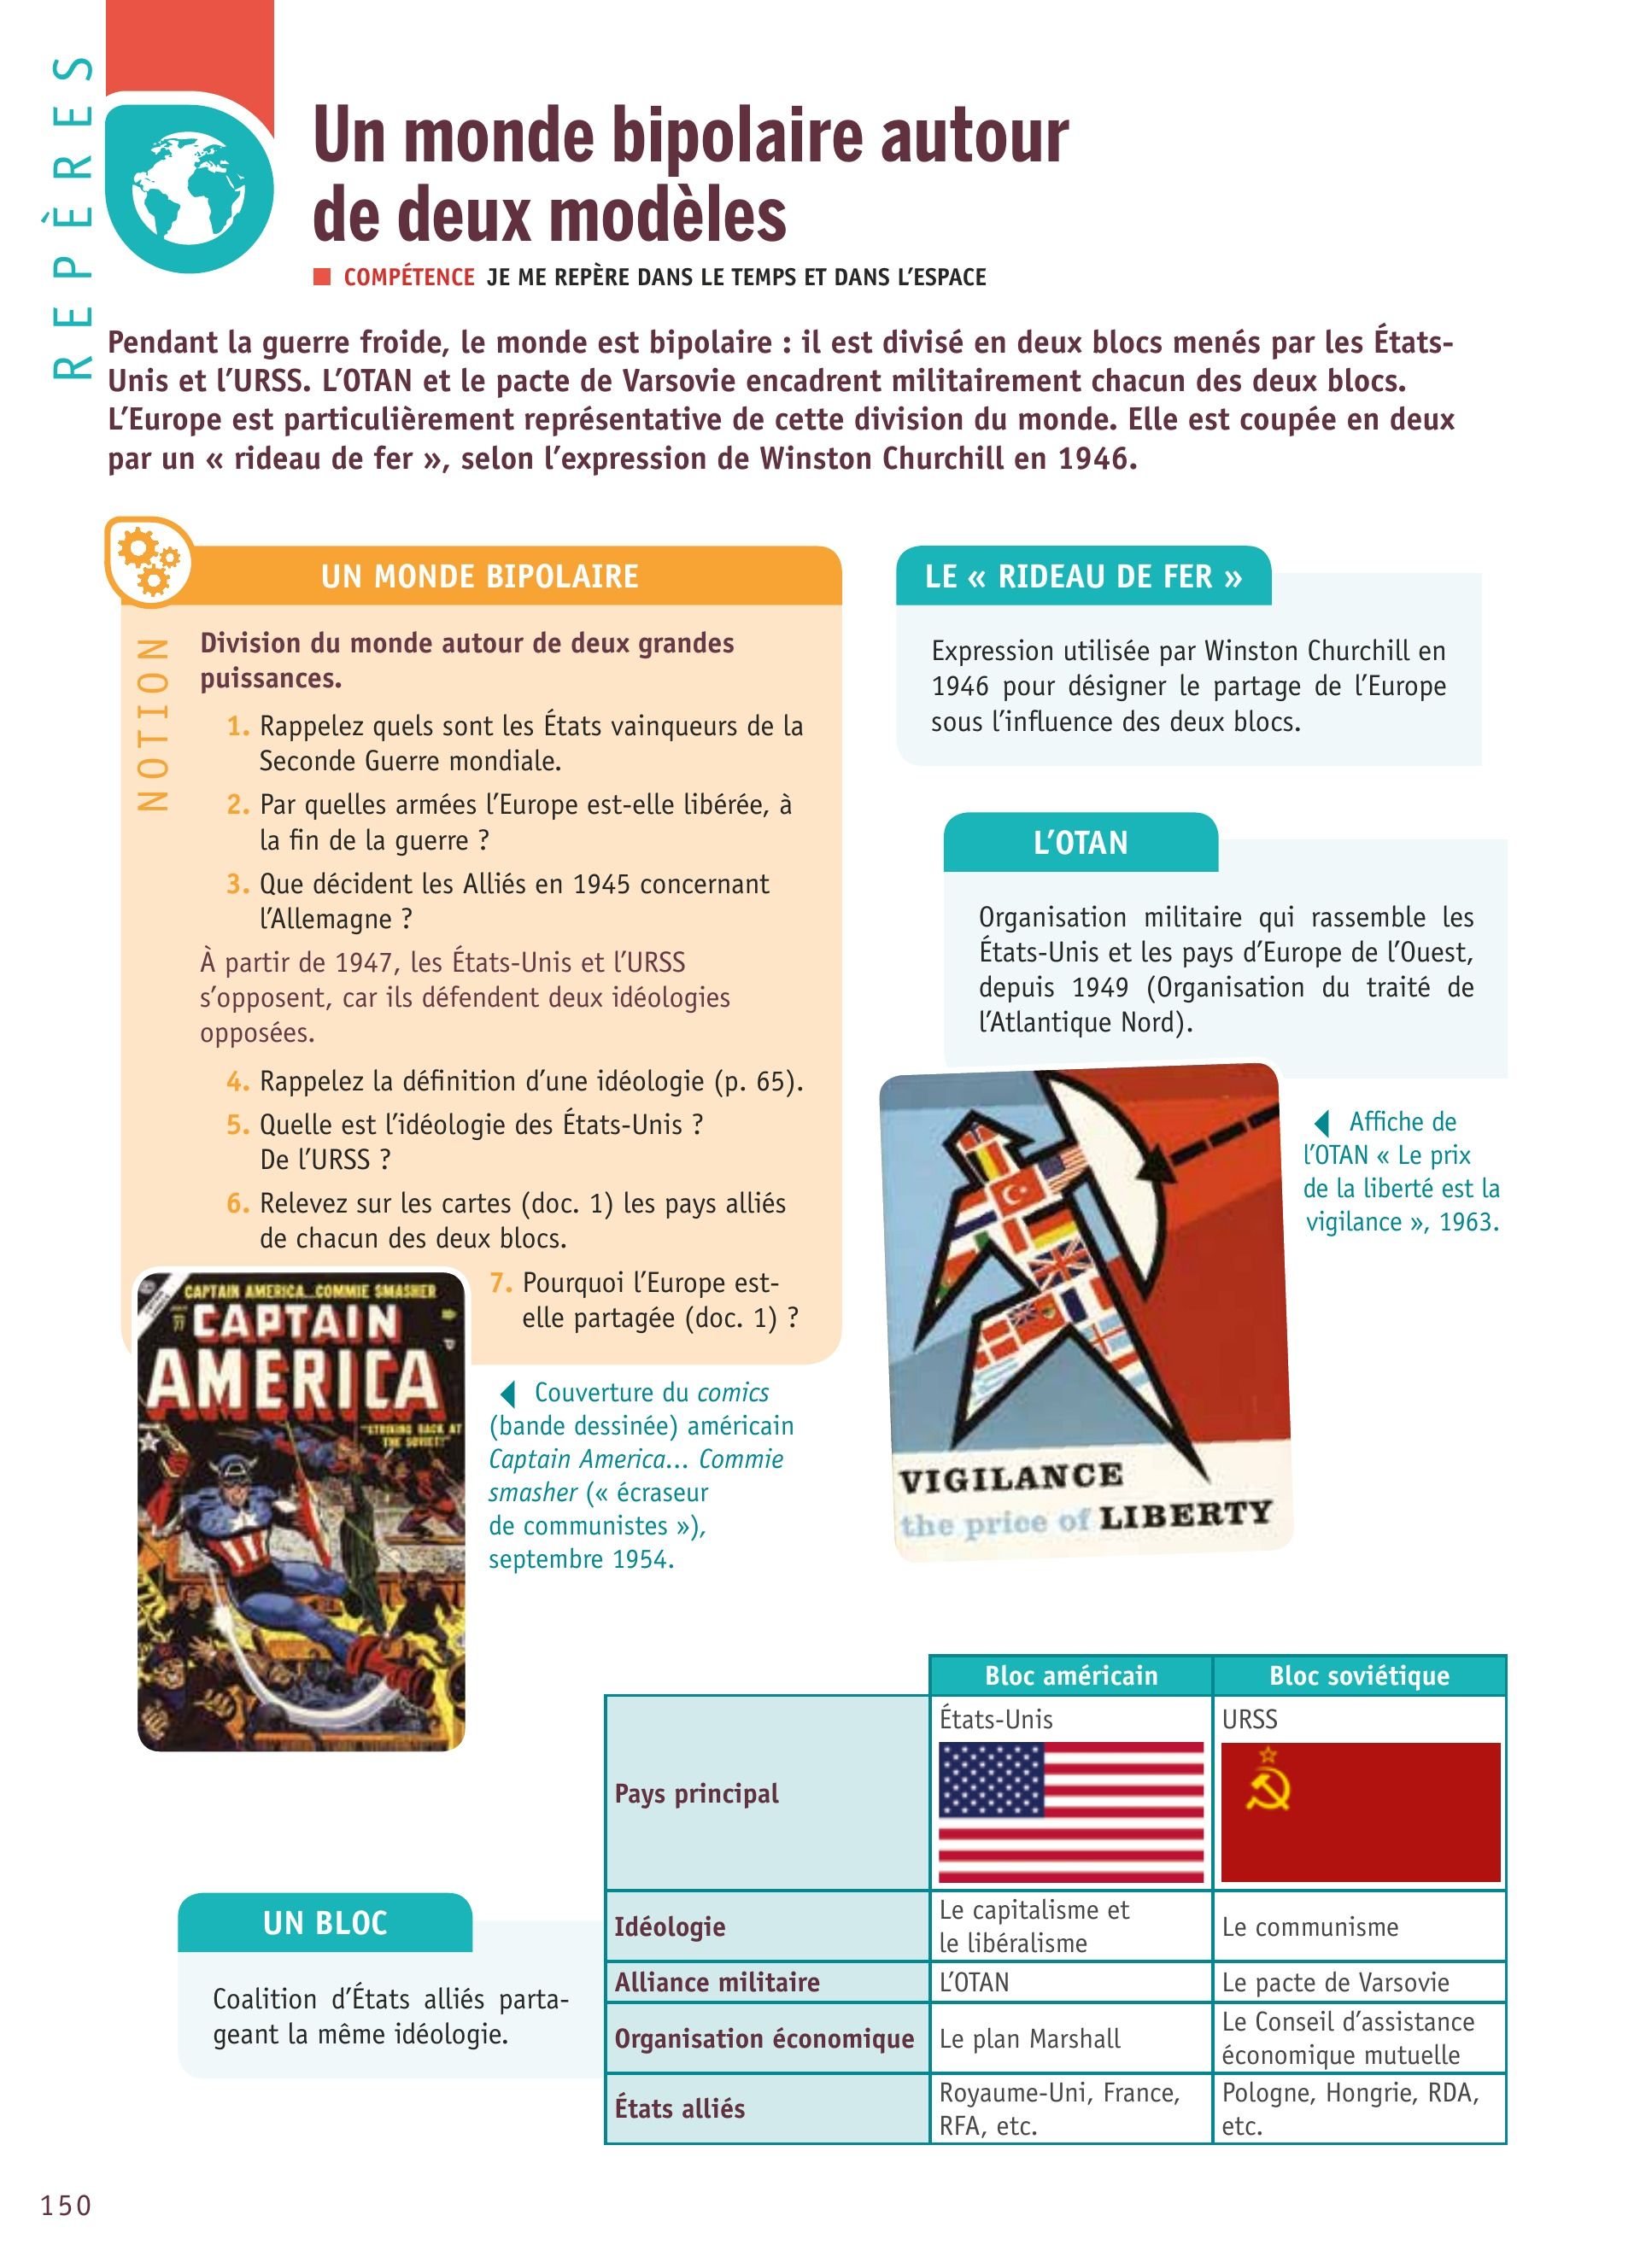 REPÈRES
Un monde bipolaire autour
de deux modèles
COMPÉTENCE JE ME REPÈRE DANS LE TEMPS ET DANS L'ESPACE
Pendant la guerre froide, le monde est bipolaire : il est divisé en deux blocs menés par les États-
Unis et l'URSS. L'OTAN et le pacte de Varsovie encadrent militairement chacun des deux blocs.
L'Europe est particulièrement représentative de cette division du monde. Elle est coupée en deux
par un « rideau de fer », selon l'expression de Winston Churchill en 1946.
UN MONDE BIPOLAIRE
NOTION
Division du monde autour de deux grandes
puissances.
1. Rappelez quels sont les États vainqueurs de la
Seconde Guerre mondiale.
2. Par quelles armées l'Europe est-elle libérée, à
la fin de la guerre ?
3. Que décident les Alliés en 1945 concernant
l'Allemagne ?
À partir de 1947, les États-Unis et l'URSS
s'opposent, car ils défendent deux idéologies
opposées.
4. Rappelez la définition d'une idéologie (p. 65).
5. Quelle est l'idéologie des États-Unis ?
De l'URSS ?
6. Relevez sur les cartes (doc. 1) les pays alliés
de chacun des deux blocs.
7. Pourquoi l'Europe est-
elle partagée (doc. 1) ?
CAPTAIN AMERICA...COMMIE SMASHER
CAPTAIN
AMERICA
"STRIKING BACK AT
THE SOVIET!"
Couverture du comics
(bande dessinée) américain
Captain America... Commie
smasher (« écraseur
de communistes »),
septembre 1954.
LE « RIDEAU DE FER »
Expression utilisée par Winston Churchill en
1946 pour désigner le partage de l'Europe
sous l'influence des deux blocs.
L'OTAN
Organisation militaire qui rassemble les
États-Unis et les pays d'Europe de l'Ouest,
depuis 1949 (Organisation du traité de
l'Atlantique Nord).
VIGILANCE
the price of LIBERTY
Affiche de
l'OTAN « Le prix
de la liberté est la
vigilance », 1963.
UN BLOC
Coalition d'États alliés parta-
geant la même idéologie.
Bloc américain Bloc soviétique
Pays principal États-Unis URSS
Idéologie Le capitalisme et
le libéralisme Le communisme
Alliance militaire L'OTAN Le pacte de Varsovie
Organisation économique Le plan Marshall Le Conseil d'assistance
économique mutuelle
États alliés Royaume-Uni, France,
RFA, etc. Pologne, Hongrie, RDA,
etc.
150